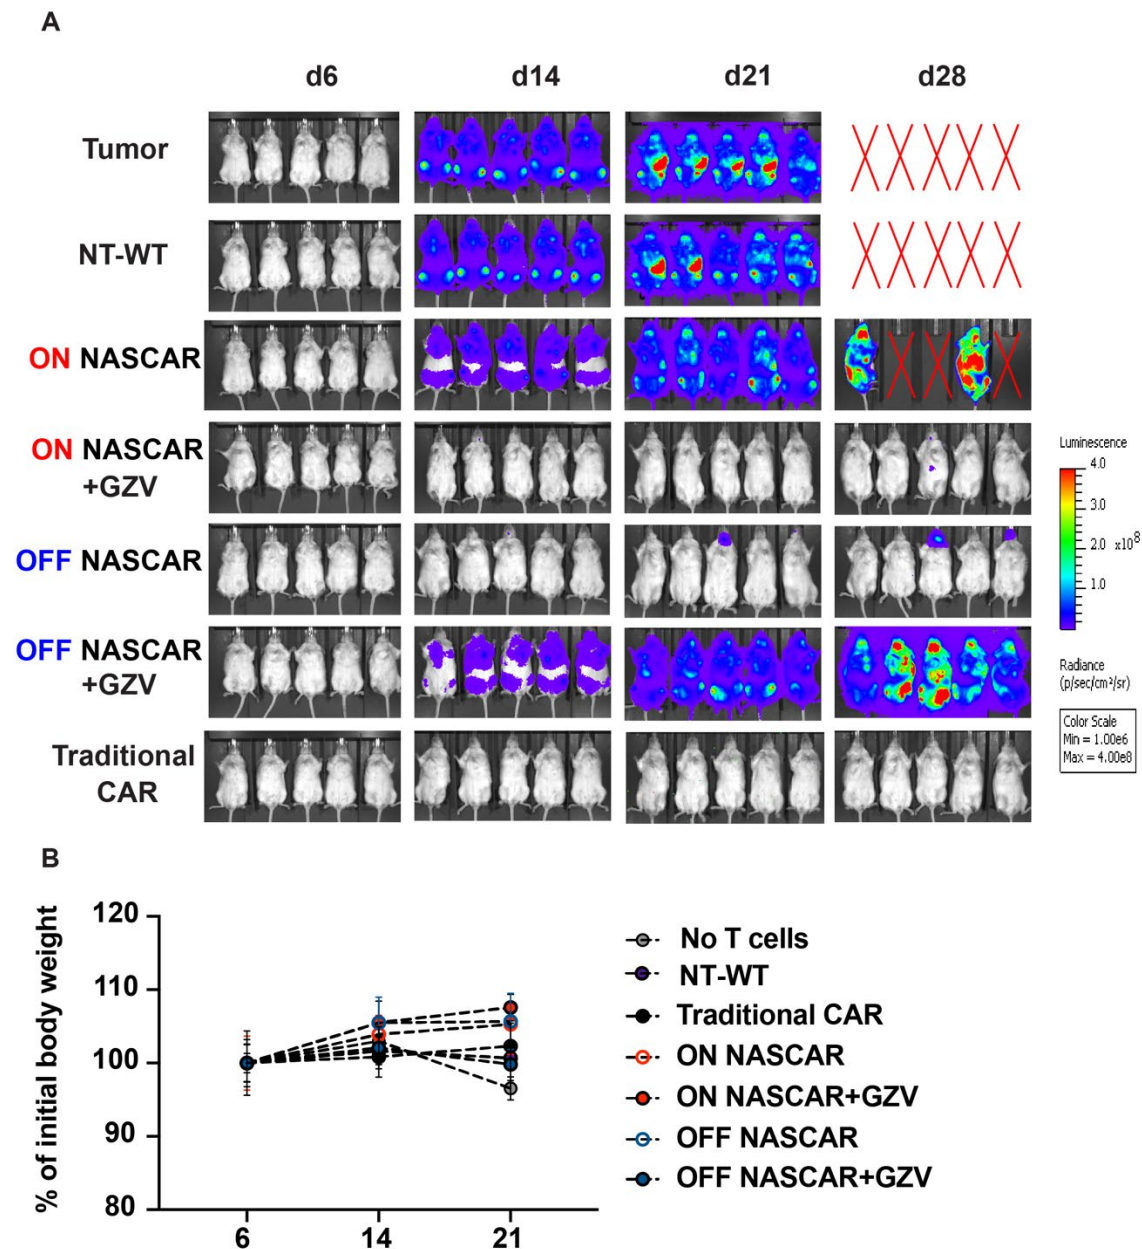 A
d6 d14 d21 d28
Tumor
NT-WT
ON NASCAR
ON NASCAR
+GZV
OFF NASCAR
OFF NASCAR
+GZV
Traditional
CAR
Luminescence
4.0
3.0
2.0 x10⁸
1.0
Radiance
(p/sec/cm²/sr)
Color Scale
Min = 1.00e6
Max = 4.00e8
B
% of initial body weight
120
110
100
90
80
6 14 21
No T cells
NT-WT
Traditional CAR
ON NASCAR
ON NASCAR+GZV
OFF NASCAR
OFF NASCAR+GZV